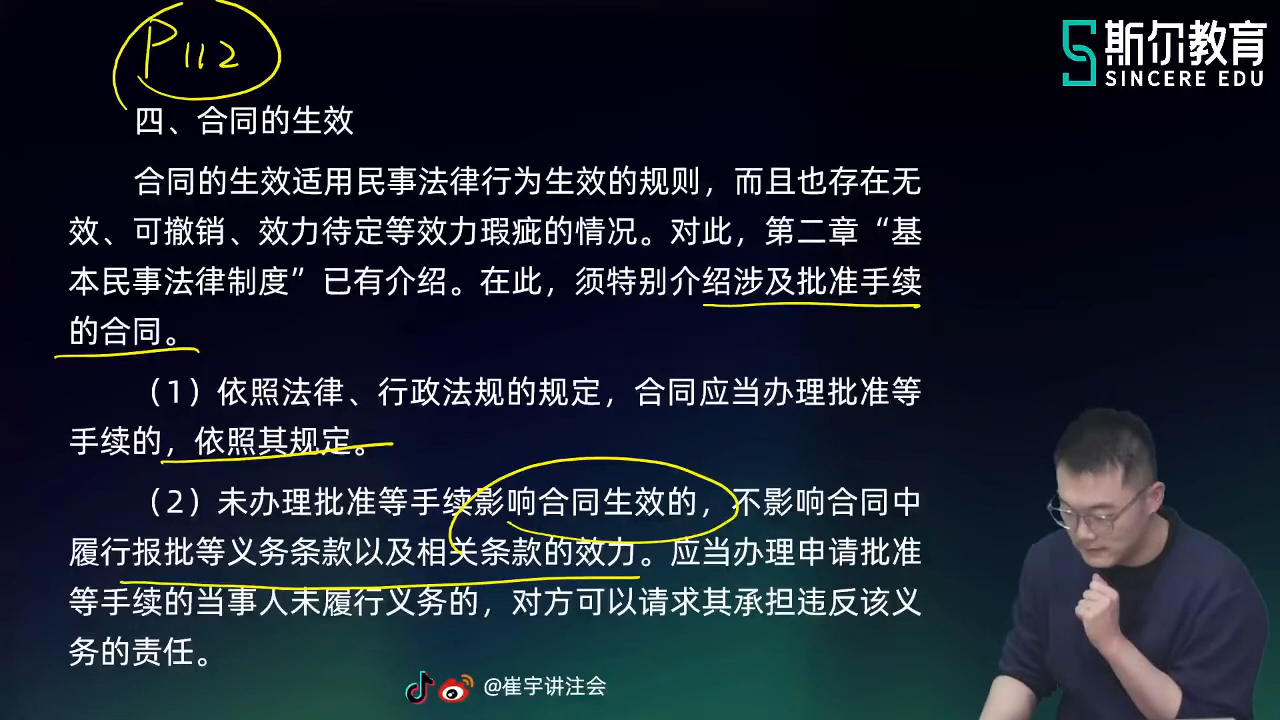 P112
斯尔教育
SINCERE EDU
四、合同的生效
合同的生效适用民事法律行为生效的规则，而且也存在无
效、可撤销、效力待定等效力瑕疵的情况。对此，第二章“基
本民事法律制度”已有介绍。在此，须特别介绍涉及批准手续
的合同。
（1）依照法律、行政法规的规定，合同应当办理批准等
手续的，依照其规定。
（2）未办理批准等手续影响合同生效的，不影响合同中
履行报批等义务条款以及相关条款的效力。应当办理申请批准
等手续的当事人未履行义务的，对方可以请求其承担违反该义
务的责任。
@崔宇讲注会